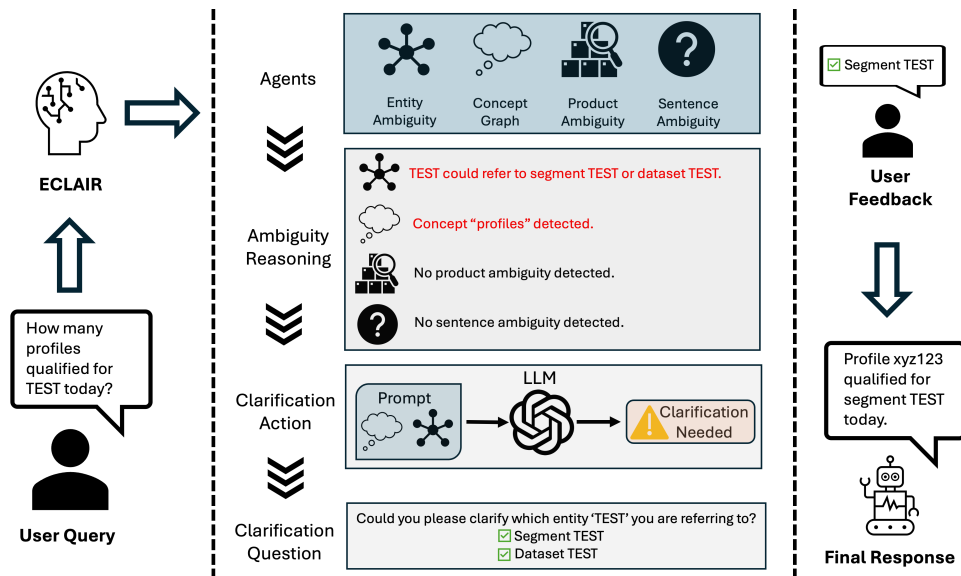 ECLAIR
How many
profiles
qualified for
TEST today?
User Query
Agents
Entity
Ambiguity
Concept
Graph
Product
Ambiguity
Sentence
Ambiguity
Ambiguity
Reasoning
TEST could refer to segment TEST or dataset TEST.
Concept “profiles” detected.
No product ambiguity detected.
No sentence ambiguity detected.
Clarification
Action
Prompt
LLM
Clarification
Needed
Clarification
Question
Could you please clarify which entity ‘TEST’ you are referring to?
Segment TEST
Dataset TEST
Segment TEST
User
Feedback
Profile xyz123
qualified for
segment TEST
today.
Final Response